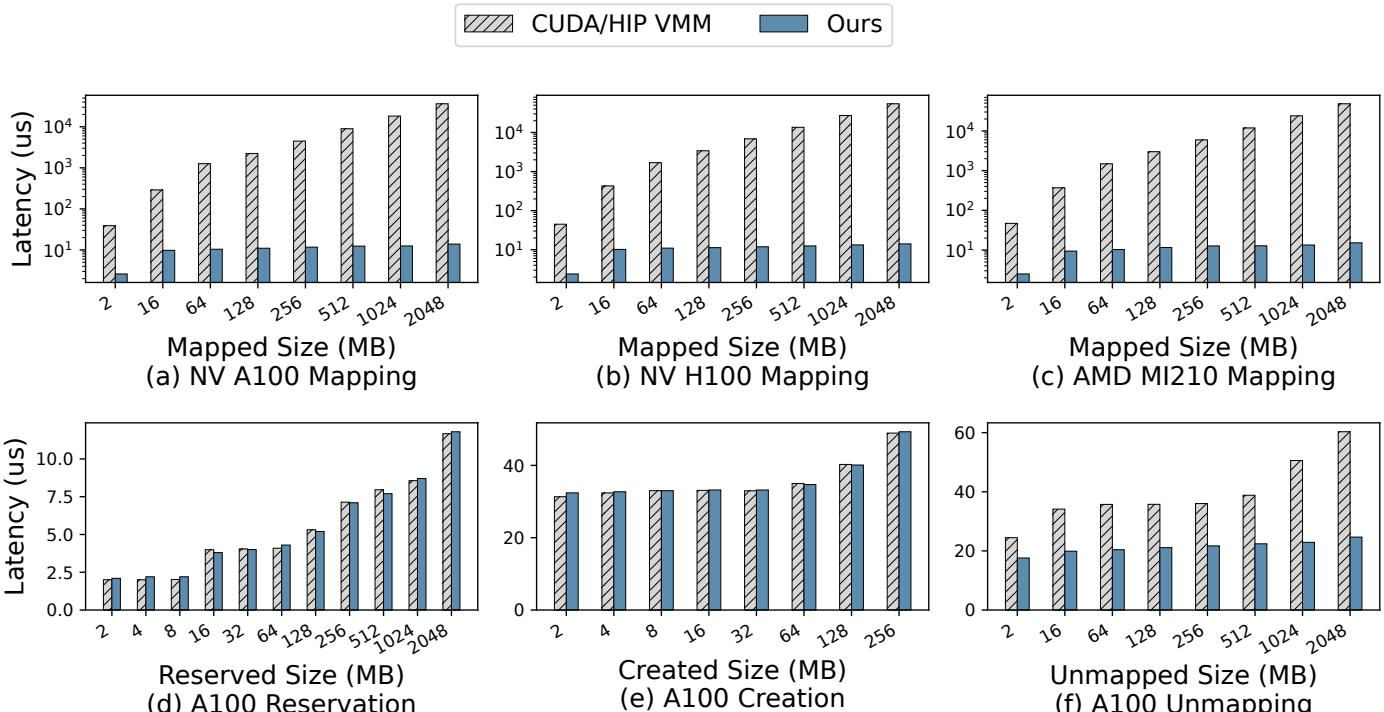 CUDA/HIP VMM Ours
Latency (us)
10^4
10^3
10^2
10^1
2 16 64 128 256 512 1024 2048
Mapped Size (MB)
(a) NV A100 Mapping
10^4
10^3
10^2
10^1
2 16 64 128 256 512 1024 2048
Mapped Size (MB)
(b) NV H100 Mapping
10^4
10^3
10^2
10^1
2 16 64 128 256 512 1024 2048
Mapped Size (MB)
(c) AMD MI210 Mapping
Latency (us)
10.0
7.5
5.0
2.5
0.0
2 4 8 16 32 64 128 256 512 1024 2048
Reserved Size (MB)
(d) A100 Reservation
40
20
0
2 4 8 16 32 64 128 256
Created Size (MB)
(e) A100 Creation
60
40
20
0
2 16 64 128 256 512 1024 2048
Unmapped Size (MB)
(f) A100 Unmapping